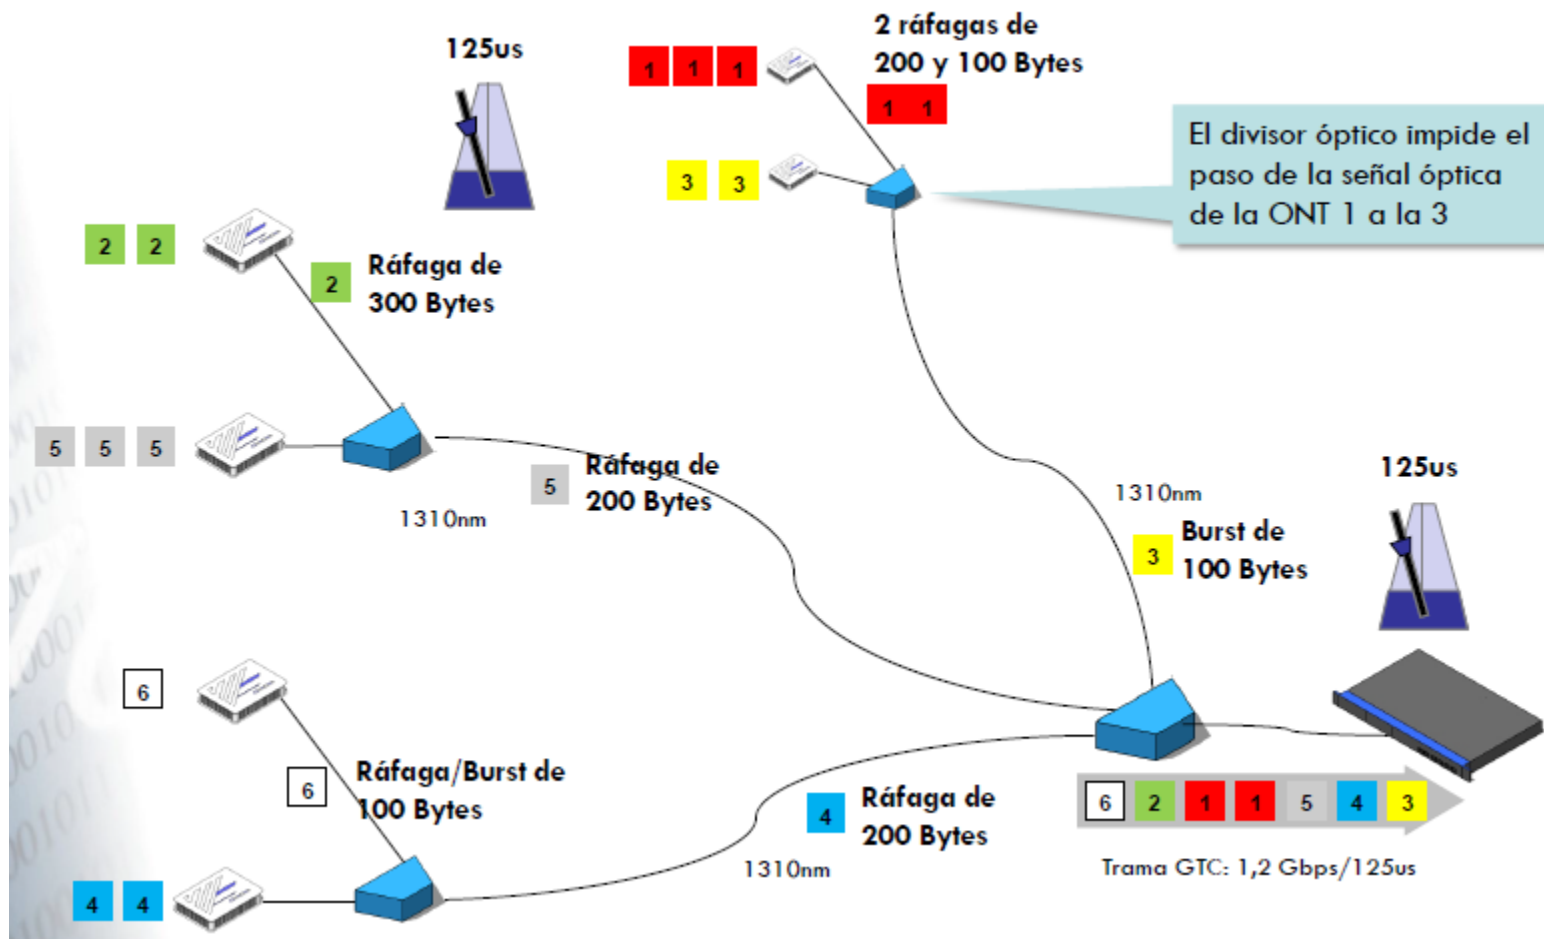 125us
1 1 1
2 ráfagas de
200 y 100 Bytes
1 1
El divisor óptico impide el
paso de la señal óptica
de la ONT 1 a la 3
3 3
2 2
2
Ráfaga de
300 Bytes
5 5 5
1310nm
5
Ráfaga de
200 Bytes
1310nm
3
Burst de
100 Bytes
125us
6
6
Ráfaga/Burst de
100 Bytes
4 4
4
Ráfaga de
200 Bytes
1310nm
6 2 1 1 5 4 3
Trama GTC: 1,2 Gbps/125us